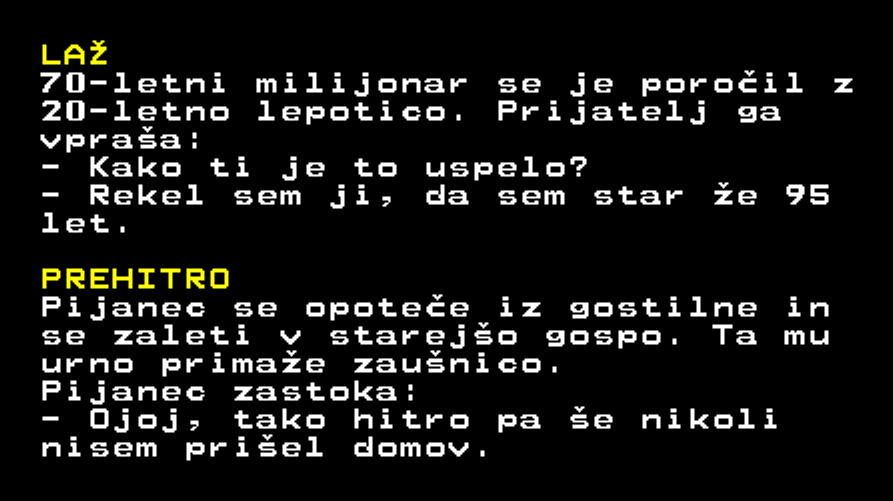 LAŽ
70-letni milijonar se je poročil z
20-letno lepotico. Prijatelj ga
vpraša:
- Kako ti je to uspelo?
- Rekel sem ji, da sem star že 95
let.
PREHITRO
Pijanec se opoteče iz gostilne in
se zaleti v starejšo gospo. Ta mu
urno primaže zaušnico.
Pijanec zastoka:
- Ojoj, tako hitro pa še nikoli
nisem prišel domov.